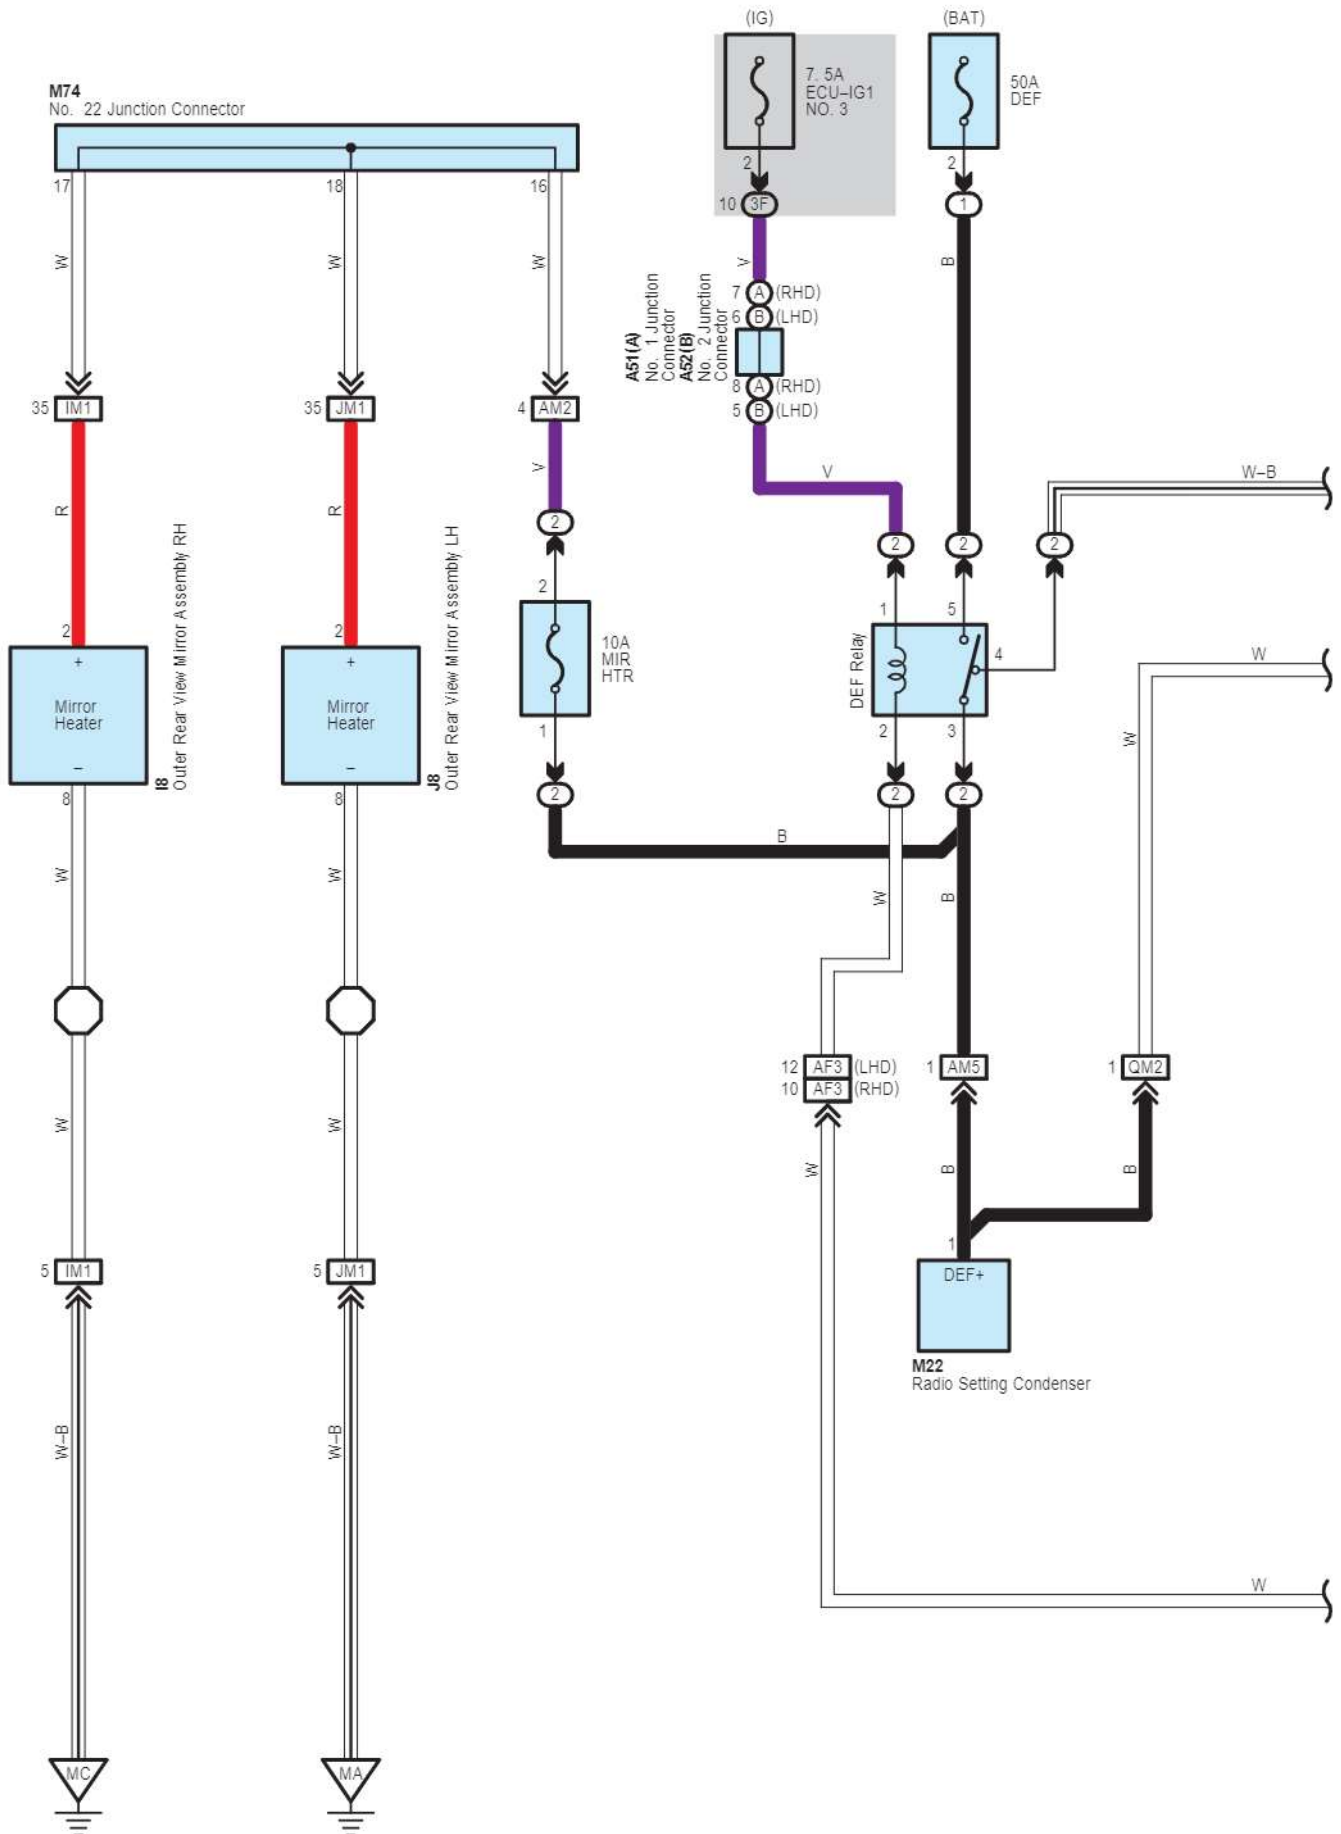 (IG)
(BAT)
7. 5A
ECU–IG1
NO. 3
50A
DEF
M74
No. 22 Junction Connector
2
2
17
18
16
10
3F
1
W
W
W
V
B
7 A (RHD)
6 B (LHD)
A51(A)
No. 1 Junction
Connector
A52(B)
No. 2 Junction
Connector
8 A (RHD)
5 B (LHD)
35 IM1
35 JM1
4 AM2
V
V
W–B
R
R
2
2
2
2
2
1
5
10A
MIR
HTR
DEF Relay
4
W
2
+
Mirror
Heater
–
I8
Outer Rear View Mirror Assembly RH
2
+
Mirror
Heater
–
J8
Outer Rear View Mirror Assembly LH
1
2
3
W
8
8
2
2
2
B
W
W
W
B
12 AF3 (LHD)
10 AF3 (RHD)
1 AM5
1 QM2
W
W
W
B
B
1
5 IM1
5 JM1
DEF+
M22
Radio Setting Condenser
W–B
W–B
W
MC
MA